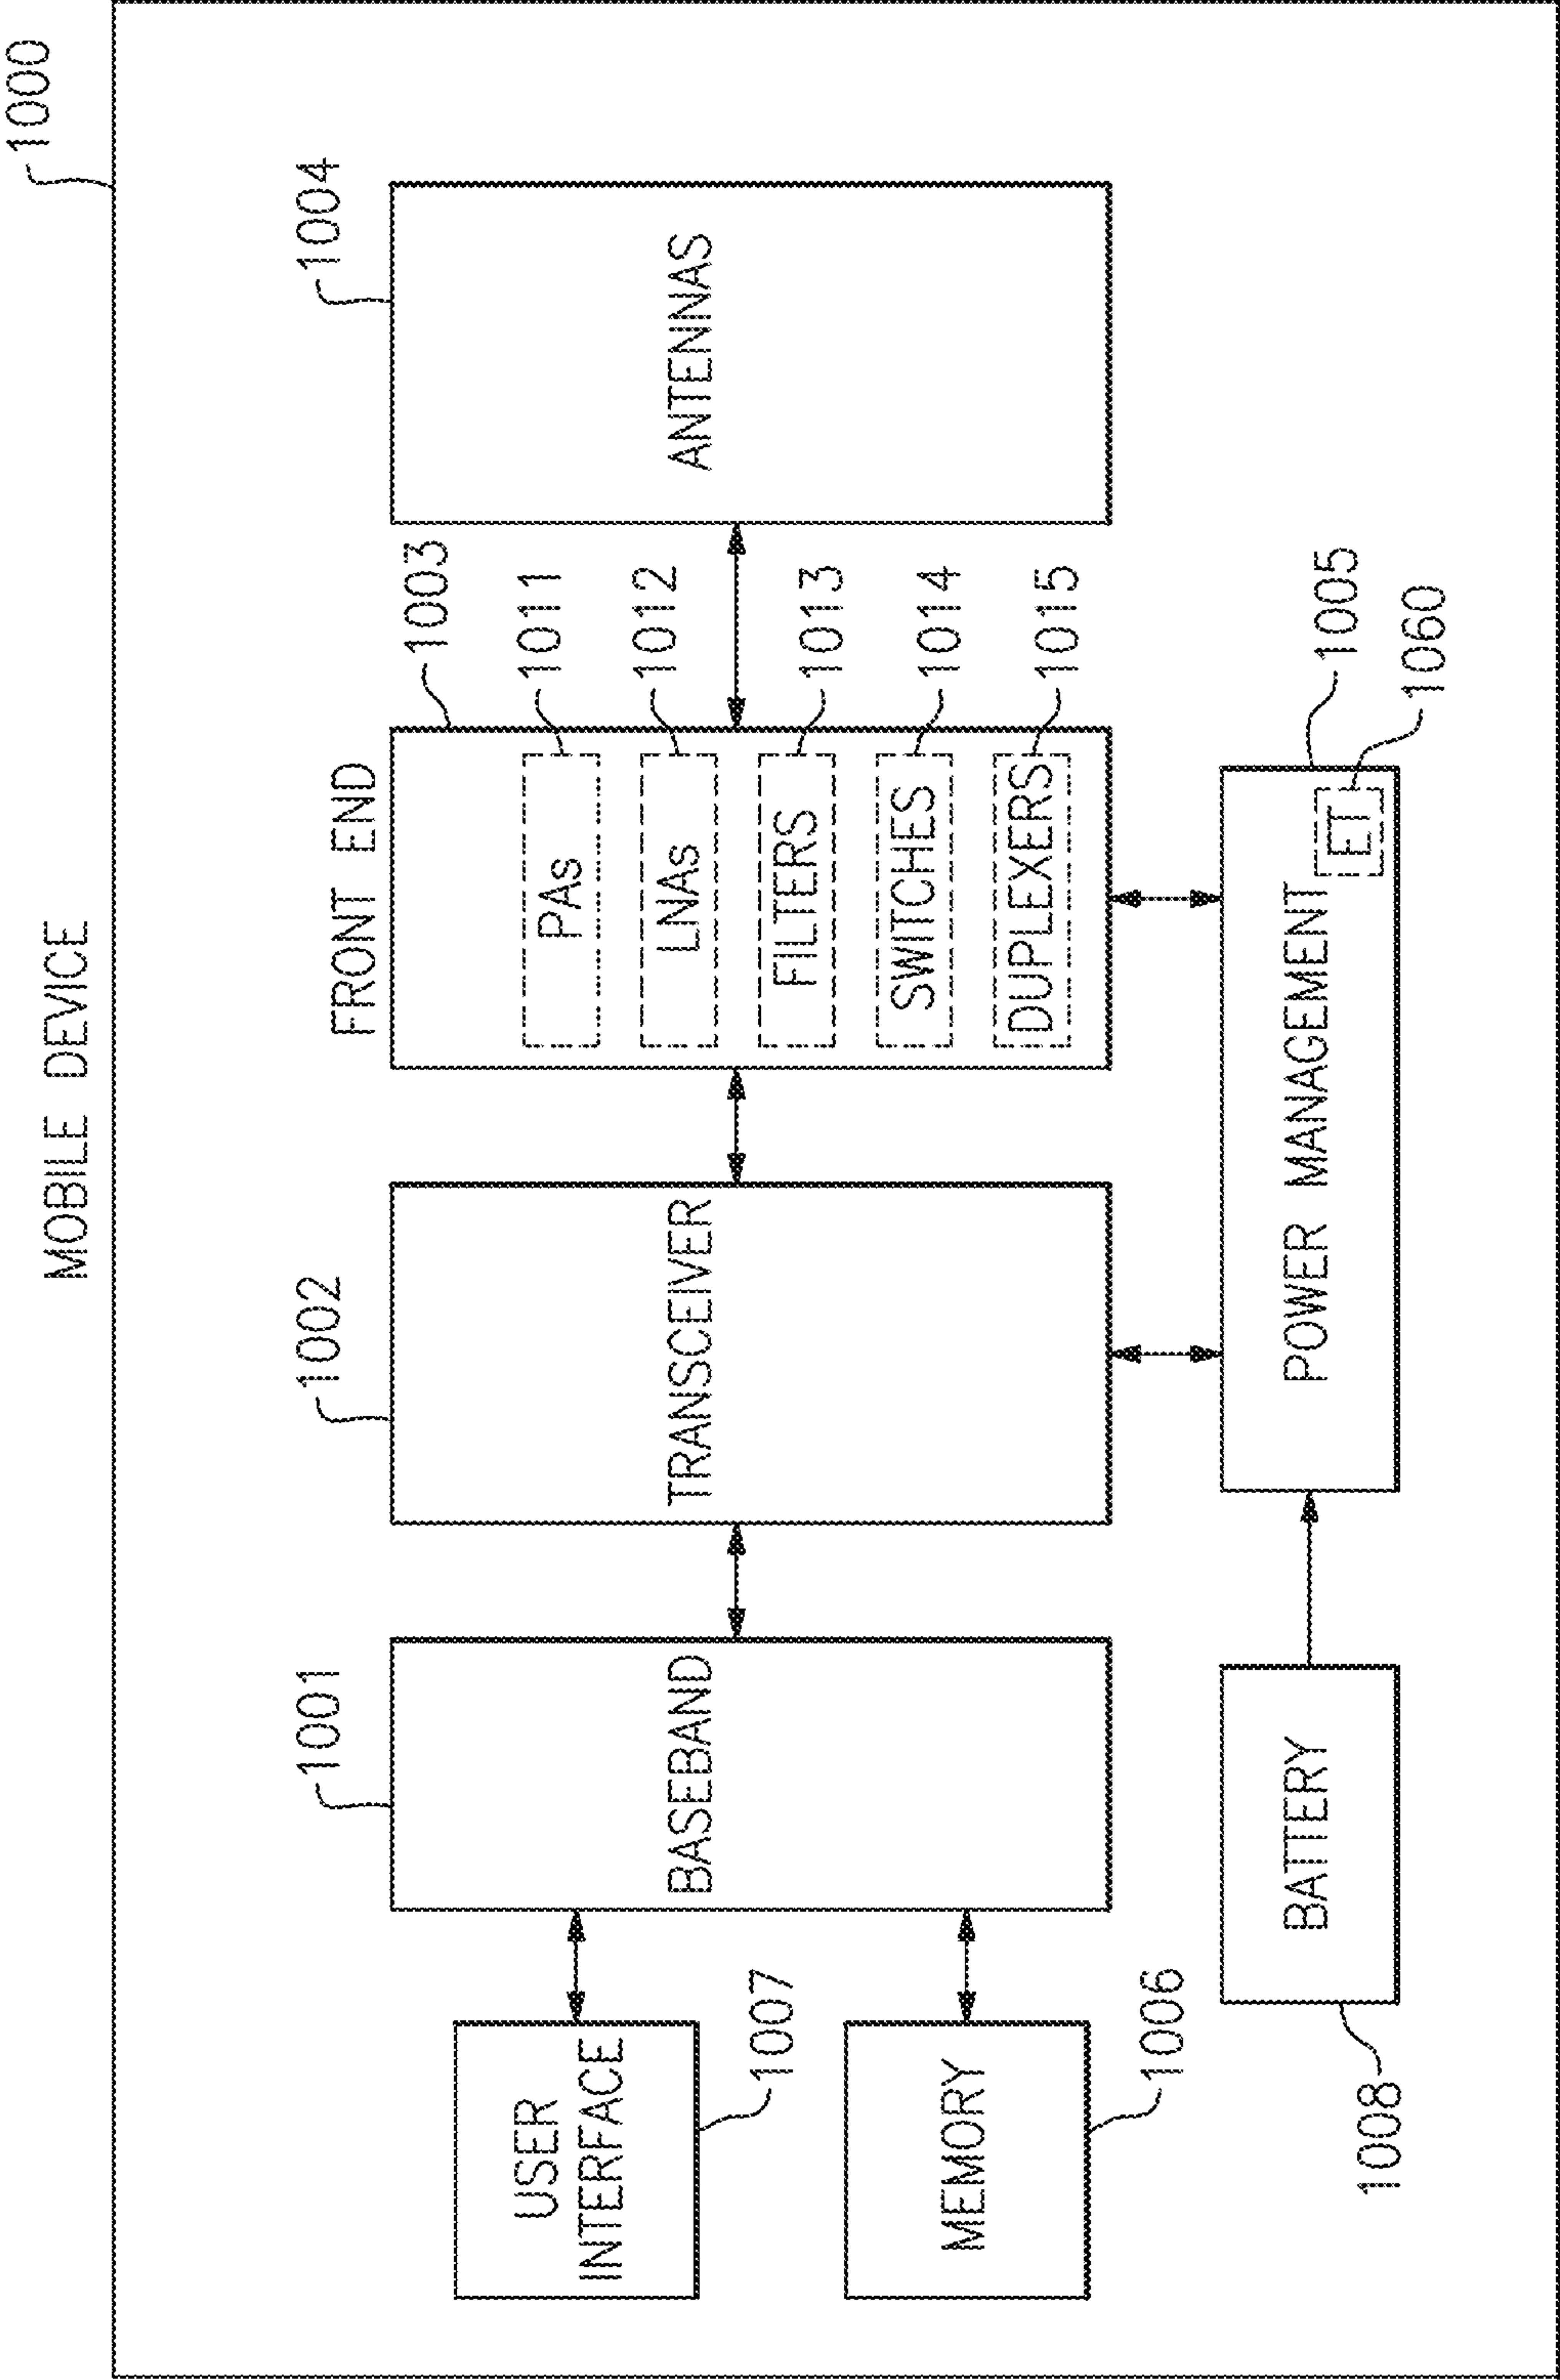 MOBILE DEVICE
1000
FRONT END
1001
1002
1003
1004
USER
INTERFACE
1007
MEMORY
1006
BASEBAND
TRANSCEIVER
PAs
1011
LNAs
1012
FILTERS
1013
SWITCHES
1014
DUPLEXERS
1015
ANTENNAS
BATTERY
1008
POWER MANAGEMENT
1005
ET
1060